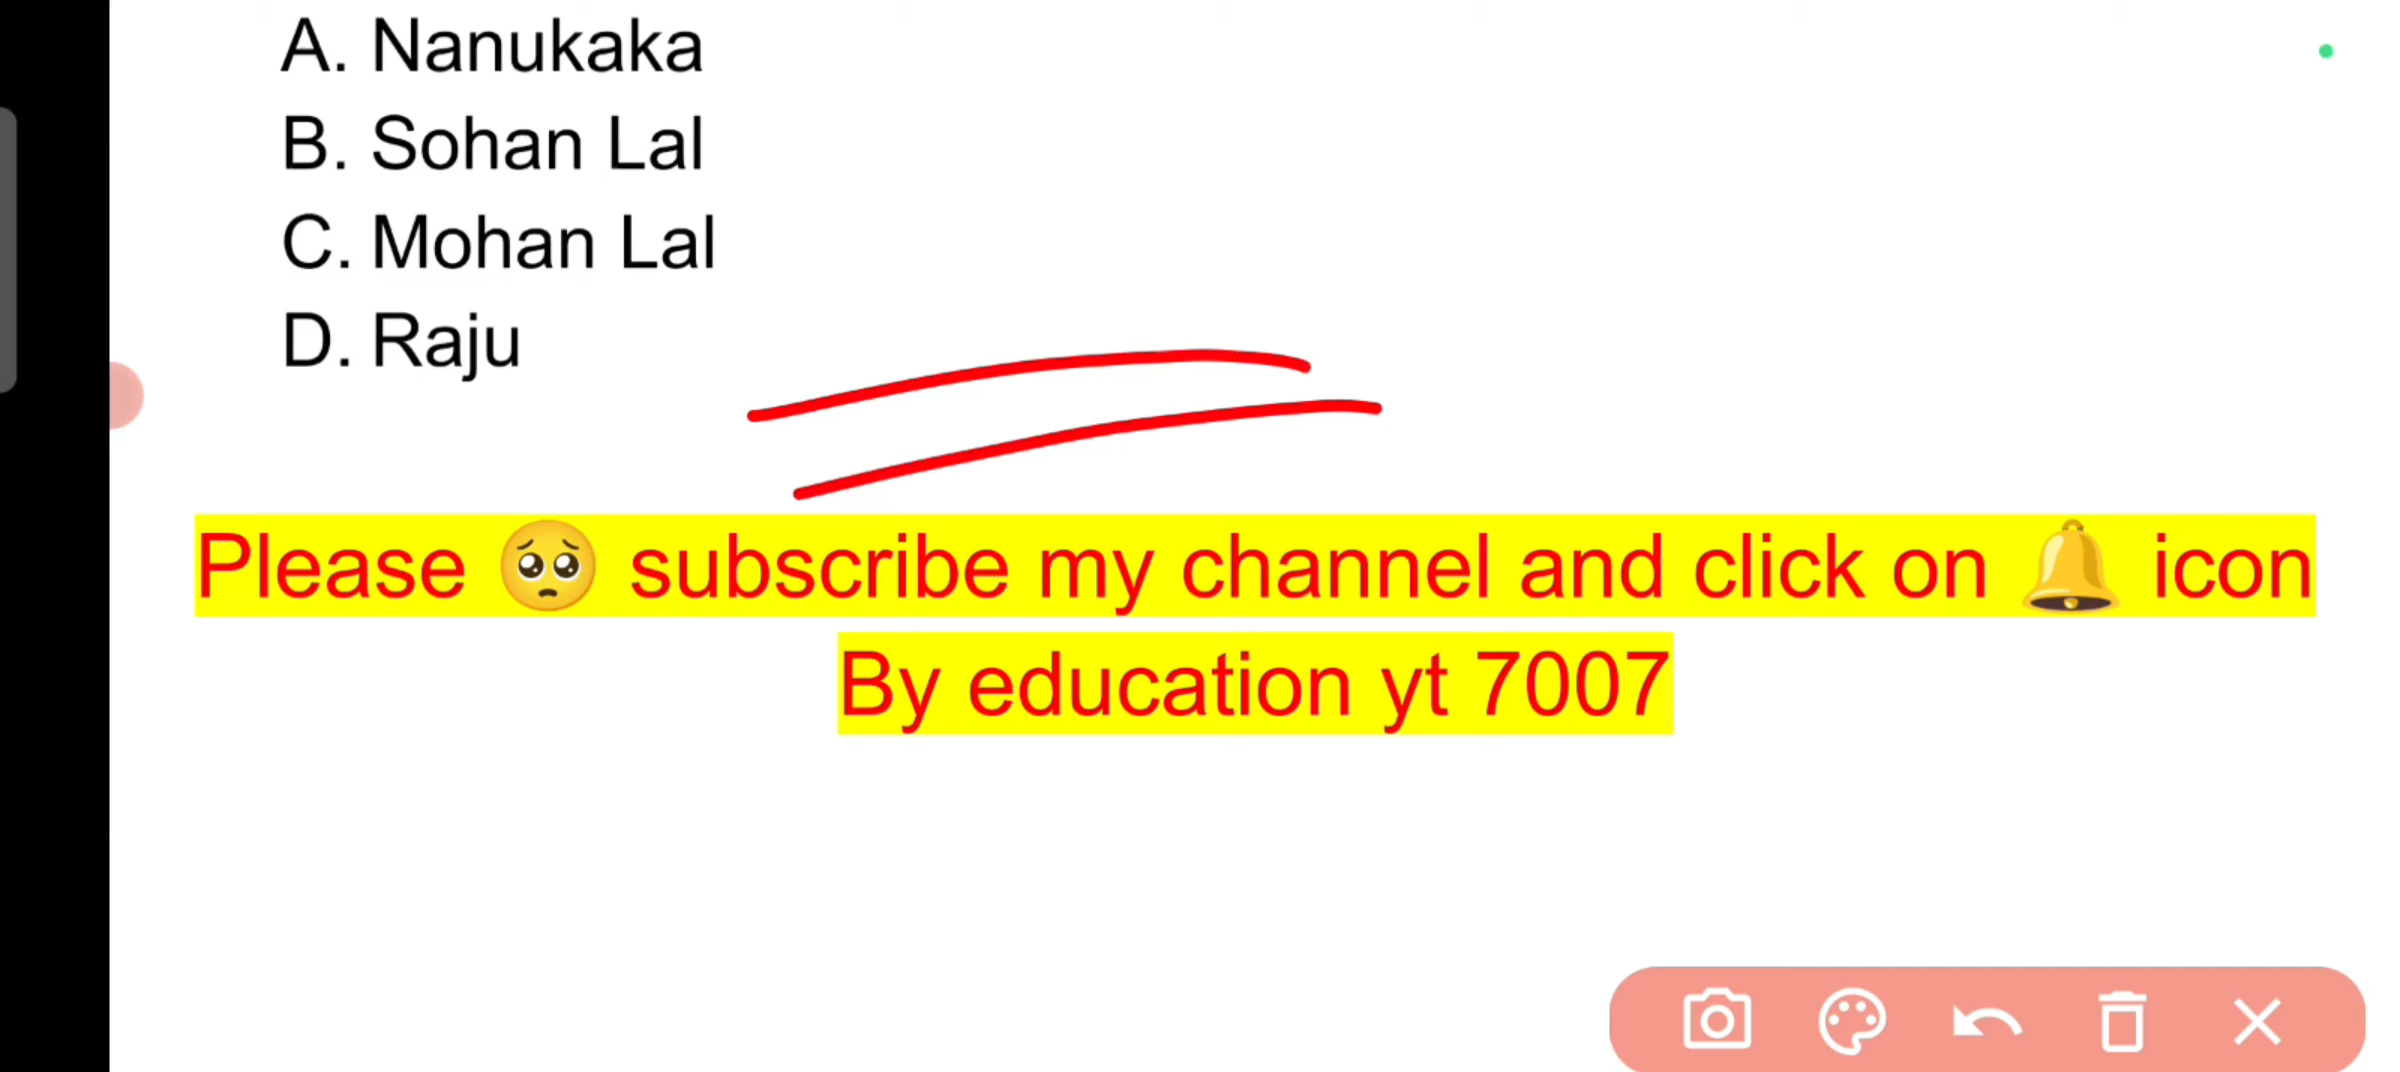 A. Nanukaka
B. Sohan Lal
C. Mohan Lal
D. Raju
Please 🥺 subscribe my channel and click on 🔔 icon
By education yt 7007